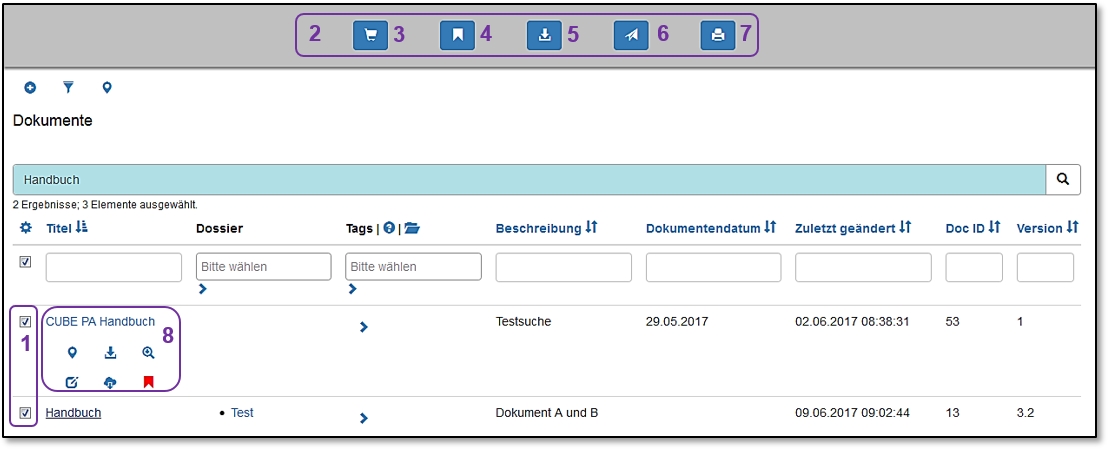 2 3 4 5 6 7
Dokumente
Handbuch
2 Ergebnisse; 3 Elemente ausgewählt.
Titel Dossier Tags | ? | Beschreibung Dokumentendatum Zuletzt geändert Doc ID Version
Bitte wählen Bitte wählen
CUBE PA Handbuch 8 Testsuche 29.05.2017 02.06.2017 08:38:31 53 1
1
Handbuch • Test Dokument A und B 09.06.2017 09:02:44 13 3.2